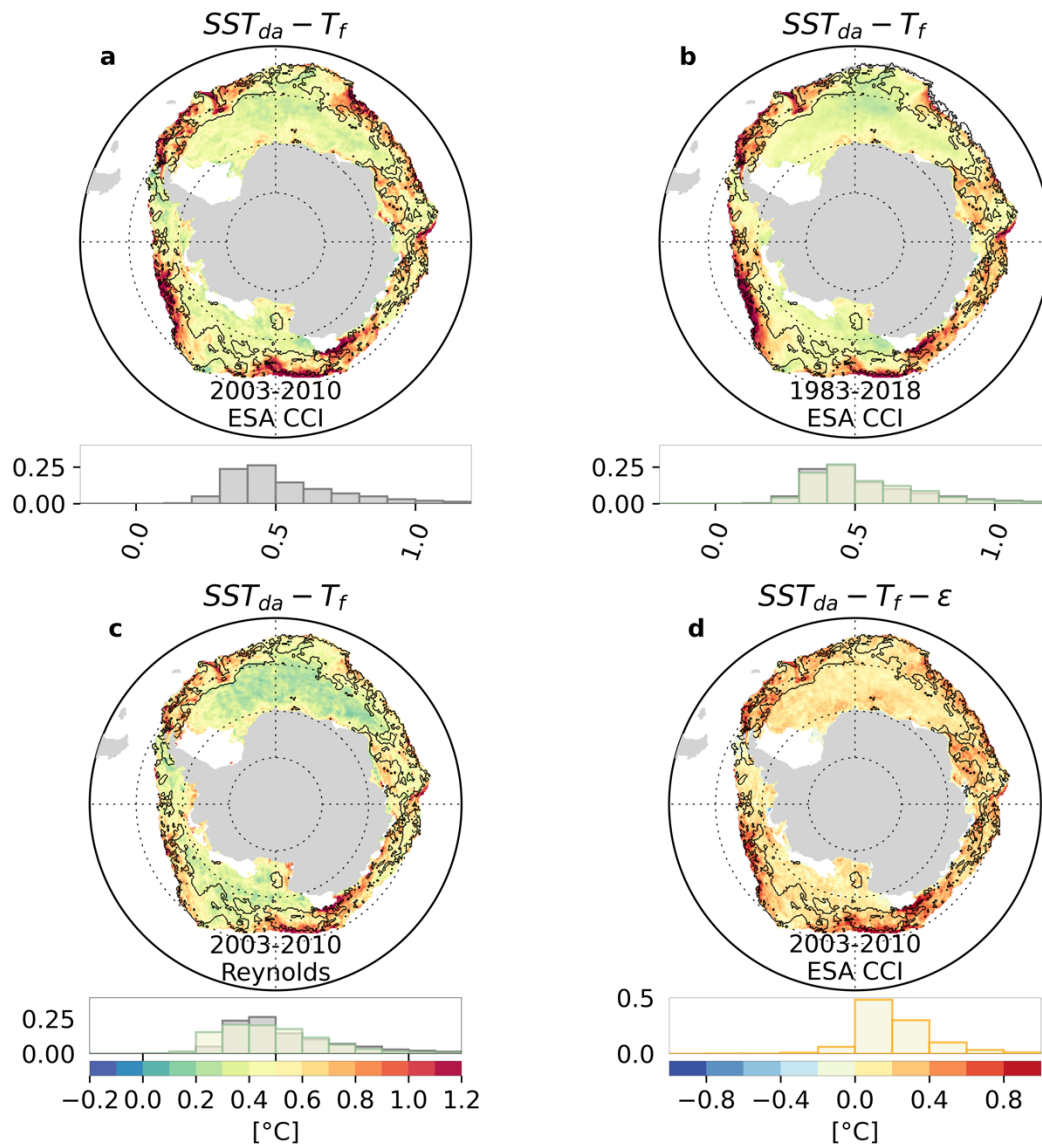 SST_da − T_f
a
2003-2010
ESA CCI
0.25
0.00
0.0
0.5
1.0
SST_da − T_f
b
1983-2018
ESA CCI
0.25
0.00
0.0
0.5
1.0
SST_da − T_f
c
2003-2010
Reynolds
0.25
0.00
−0.2 0.0 0.2 0.4 0.6 0.8 1.0 1.2
[°C]
SST_da − T_f − ε
d
2003-2010
ESA CCI
0.5
0.0
−0.8 −0.4 0.0 0.4 0.8
[°C]